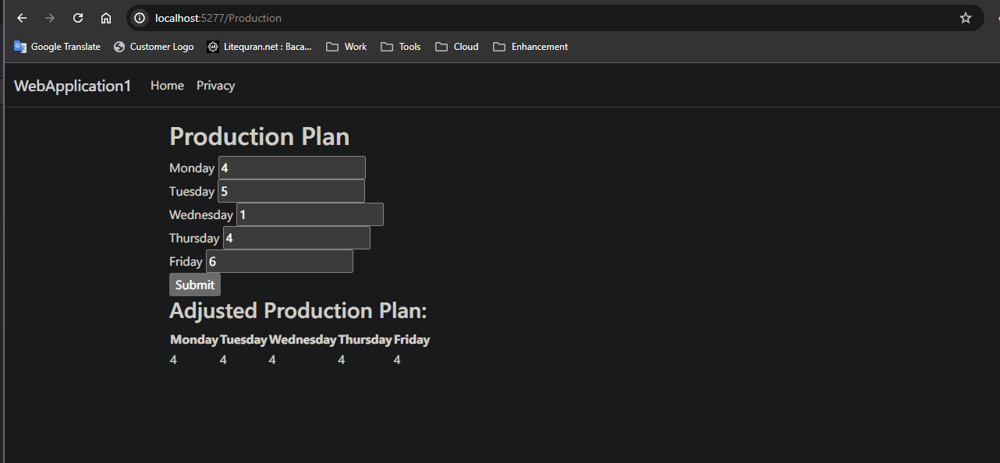 localhost:5277/Production
Google Translate Customer Logo Litequran.net : Baca... Work Tools Cloud Enhancement
WebApplication1 Home Privacy
Production Plan
Monday 4
Tuesday 5
Wednesday 1
Thursday 4
Friday 6
Submit
Adjusted Production Plan:
Monday Tuesday Wednesday Thursday Friday
4 4 4 4 4